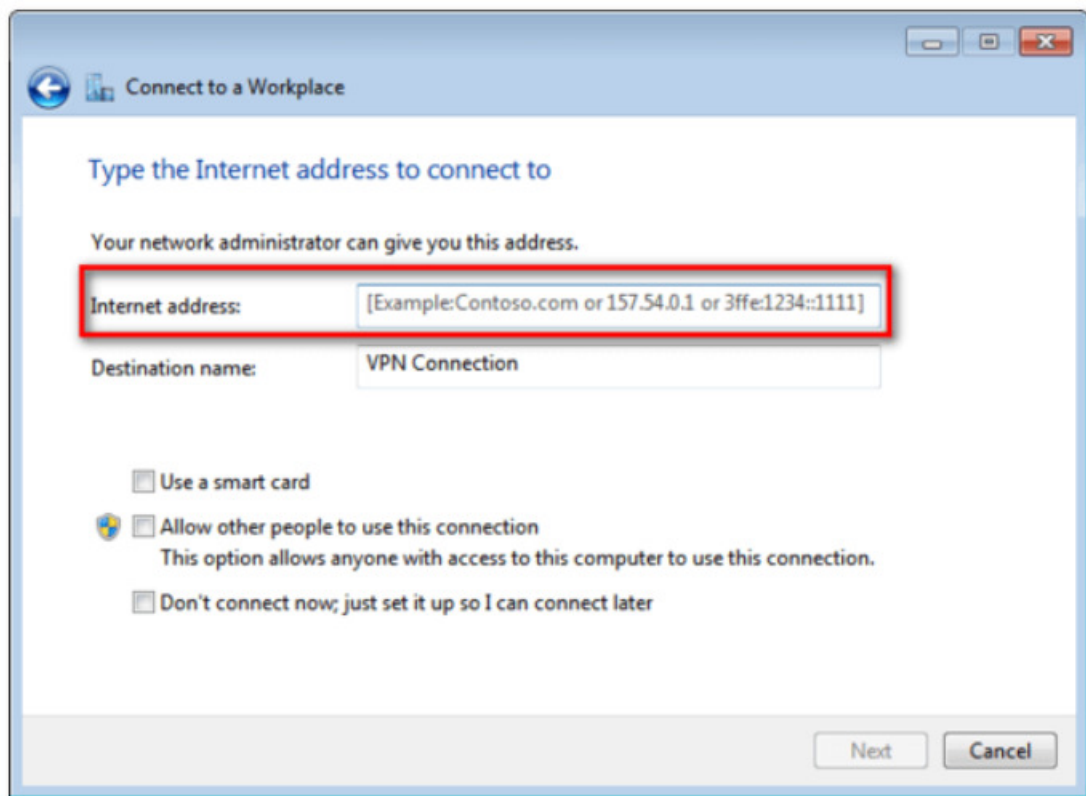 Connect to a Workplace
Type the Internet address to connect to
Your network administrator can give you this address.
Internet address: [Example:Contoso.com or 157.54.0.1 or 3ffe:1234::1111]
Destination name: VPN Connection
Use a smart card
Allow other people to use this connection
This option allows anyone with access to this computer to use this connection.
Don't connect now; just set it up so I can connect later
Next Cancel